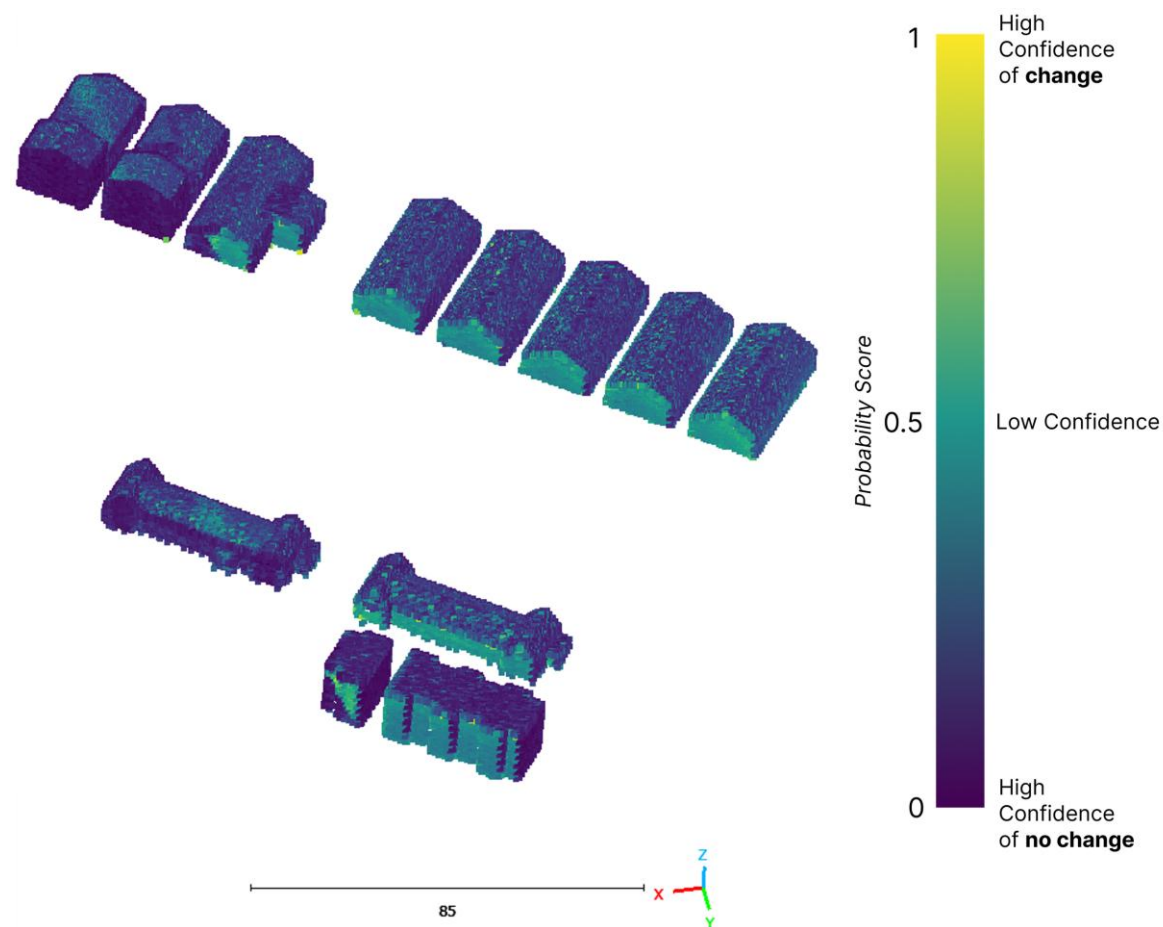 High
Confidence
of change
1
Probability Score
0.5
Low Confidence
0
High
Confidence
of no change
85
X
Z
Y